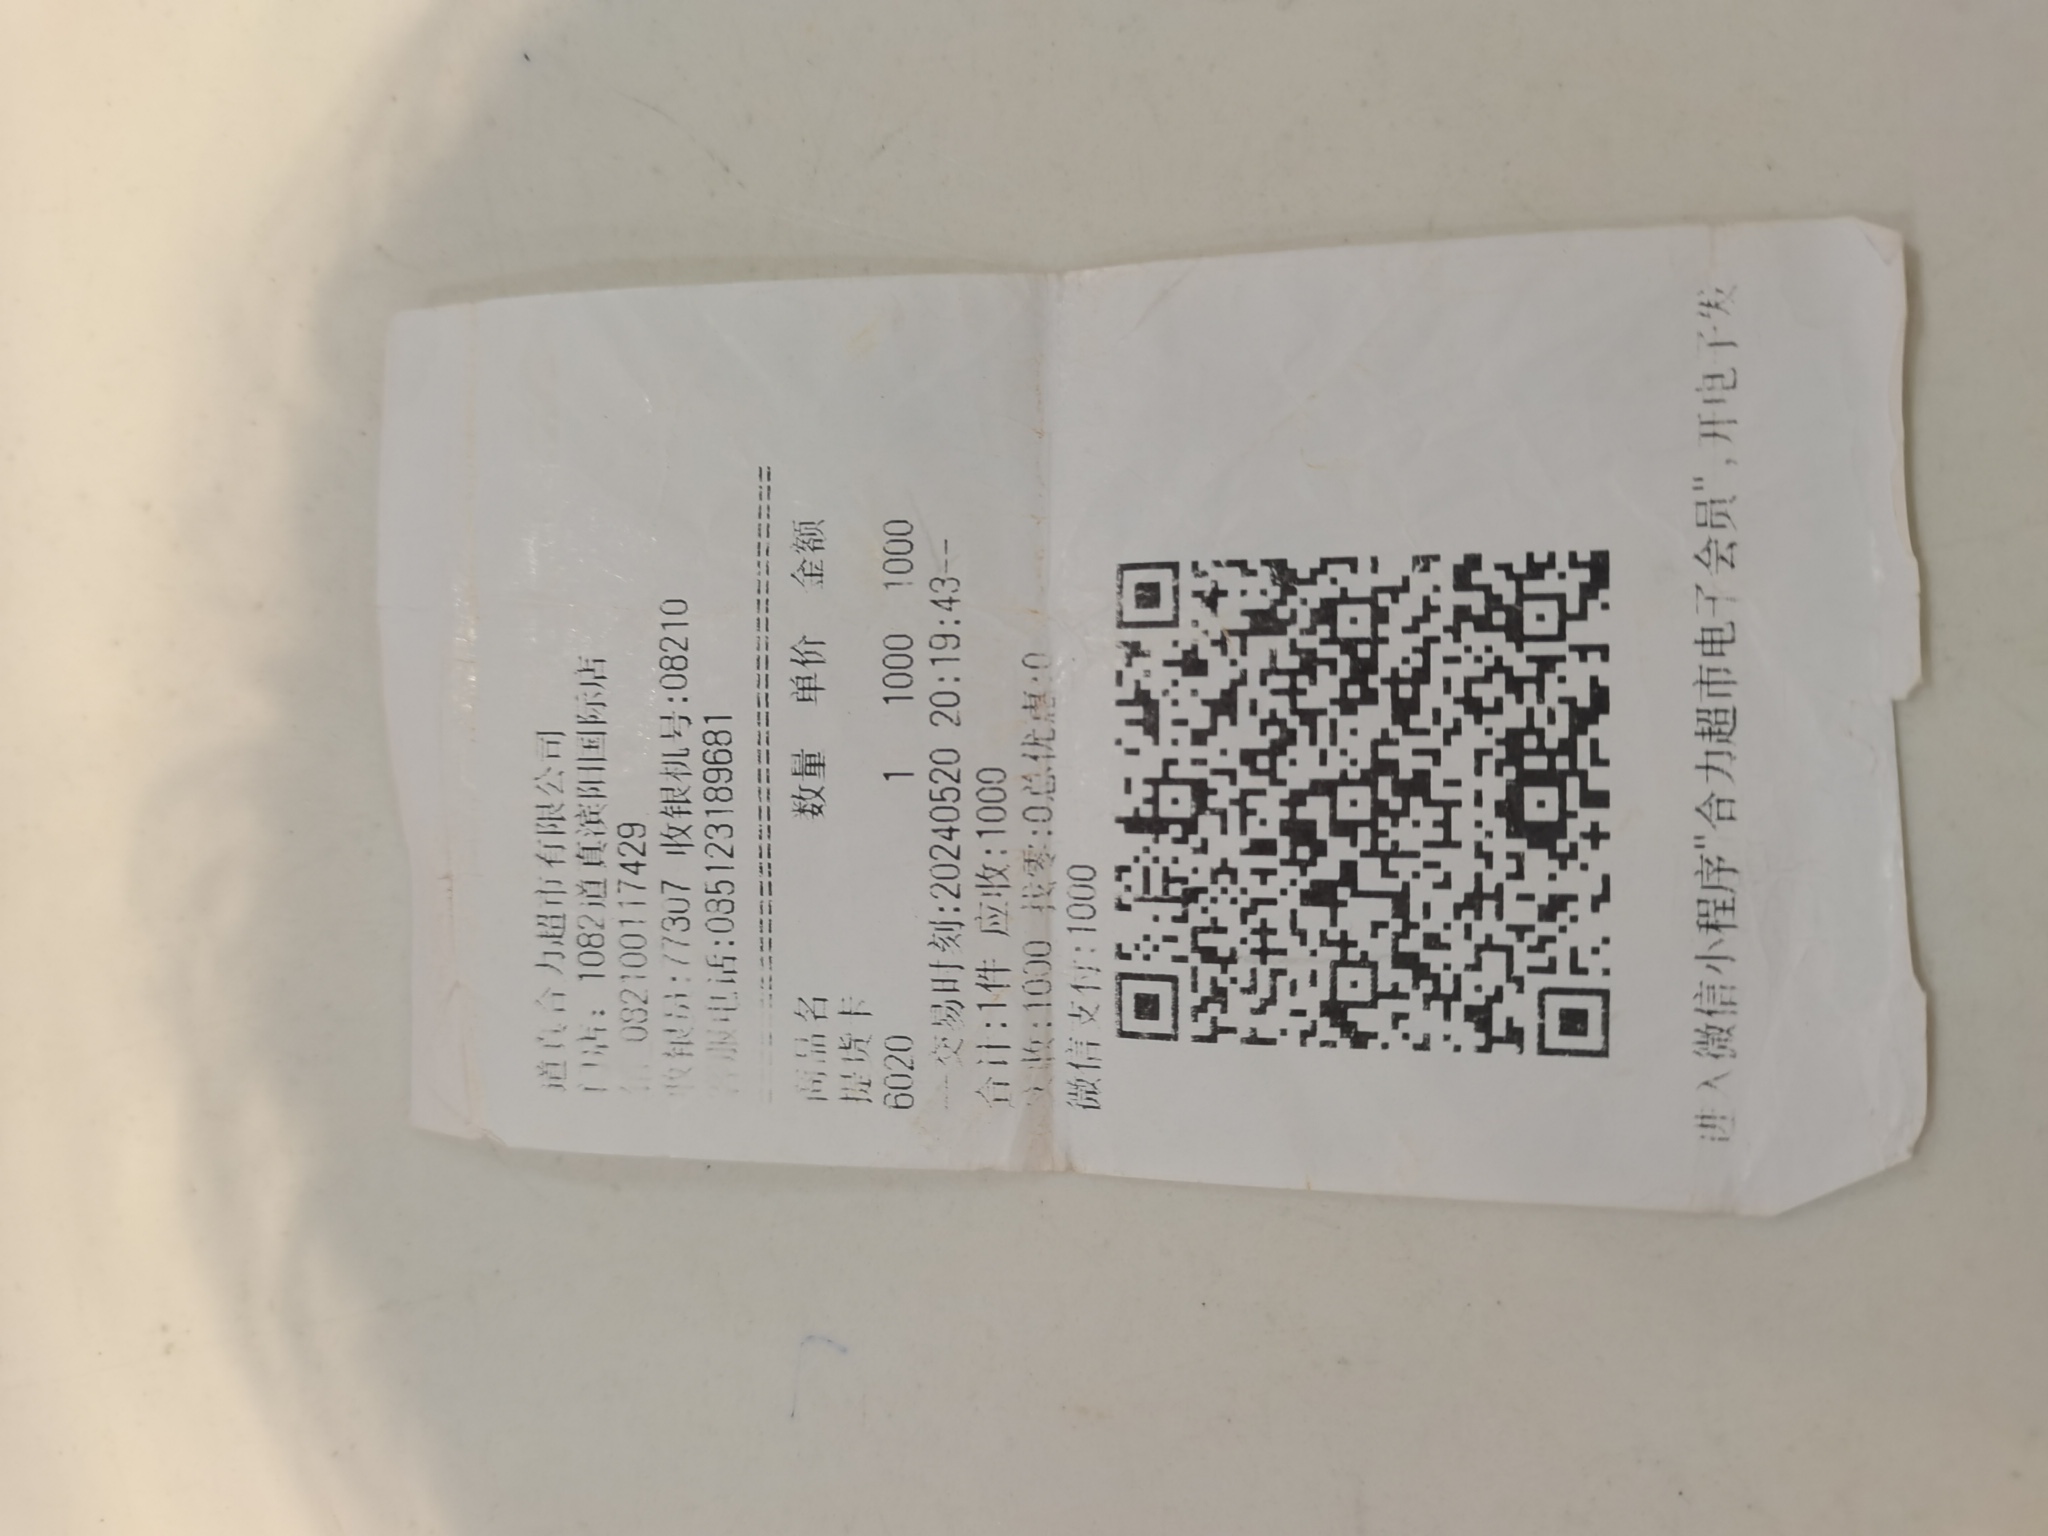 道真合力超市有限公司
门店: 1082道真滨阳国际店
0821001117429
收银员:77307 收银机号:08210
客服电话:085123189681
商品名 数量 单价 金额
提货卡
6020 1 1000 1000
--交易时刻:20240520 20:19:43--
合计:1件 应收:1000
实收:1000 找零:0总优惠:0
微信支付:1000
进入微信小程序"合力超市电子会员",开电子发